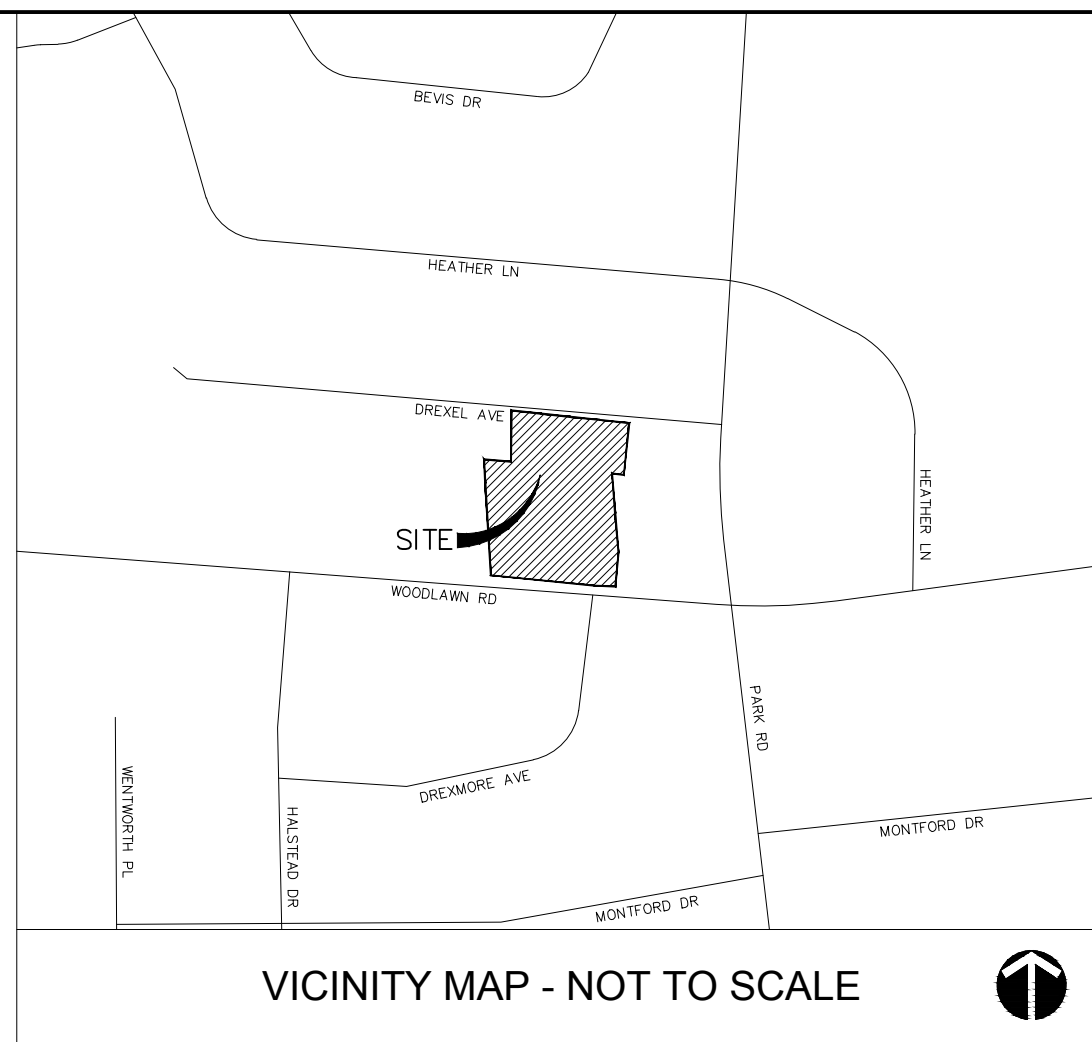 BEVIS DR
HEATHER LN
DREXEL AVE
HEATHER LN
SITE
WOODLAWN RD
PARK RD
WENTWORTH PL
DREXMORE AVE
HALSTEAD DR
MONTFORD DR
MONTFORD DR
VICINITY MAP - NOT TO SCALE